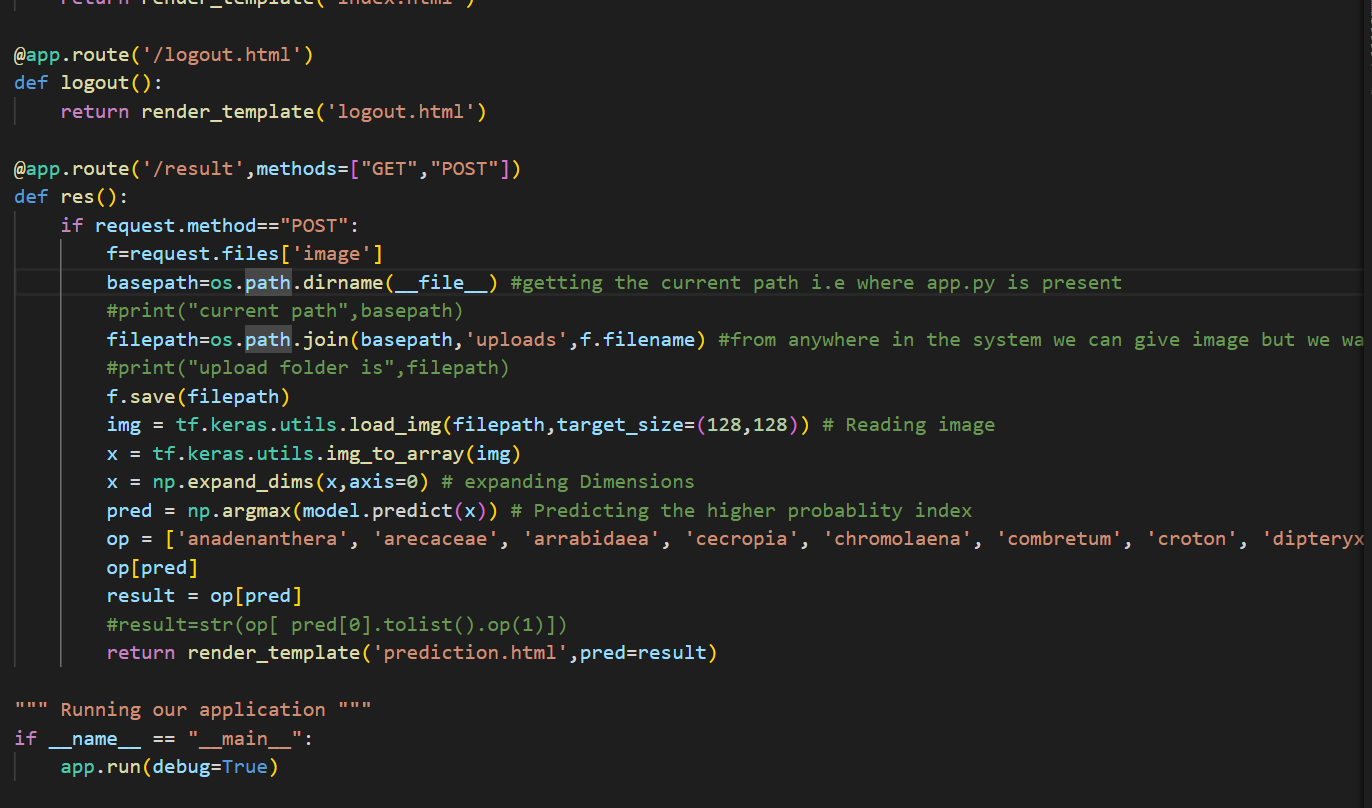 return render_template('index.html')
@app.route('/logout.html')
def logout():
return render_template('logout.html')
@app.route('/result',methods=["GET","POST"])
def res():
if request.method=="POST":
f=request.files['image']
basepath=os.path.dirname(__file__) #getting the current path i.e where app.py is present
#print("current path",basepath)
filepath=os.path.join(basepath,'uploads',f.filename) #from anywhere in the system we can give image but we wa
#print("upload folder is",filepath)
f.save(filepath)
img = tf.keras.utils.load_img(filepath,target_size=(128,128)) # Reading image
x = tf.keras.utils.img_to_array(img)
x = np.expand_dims(x,axis=0) # expanding Dimensions
pred = np.argmax(model.predict(x)) # Predicting the higher probablity index
op = ['anadenanthera', 'arecaceae', 'arrabidaea', 'cecropia', 'chromolaena', 'combretum', 'croton', 'dipteryx
op[pred]
result = op[pred]
#result=str(op[ pred[0].tolist().op(1)])
return render_template('prediction.html',pred=result)
""" Running our application """
if __name__ == "__main__":
app.run(debug=True)